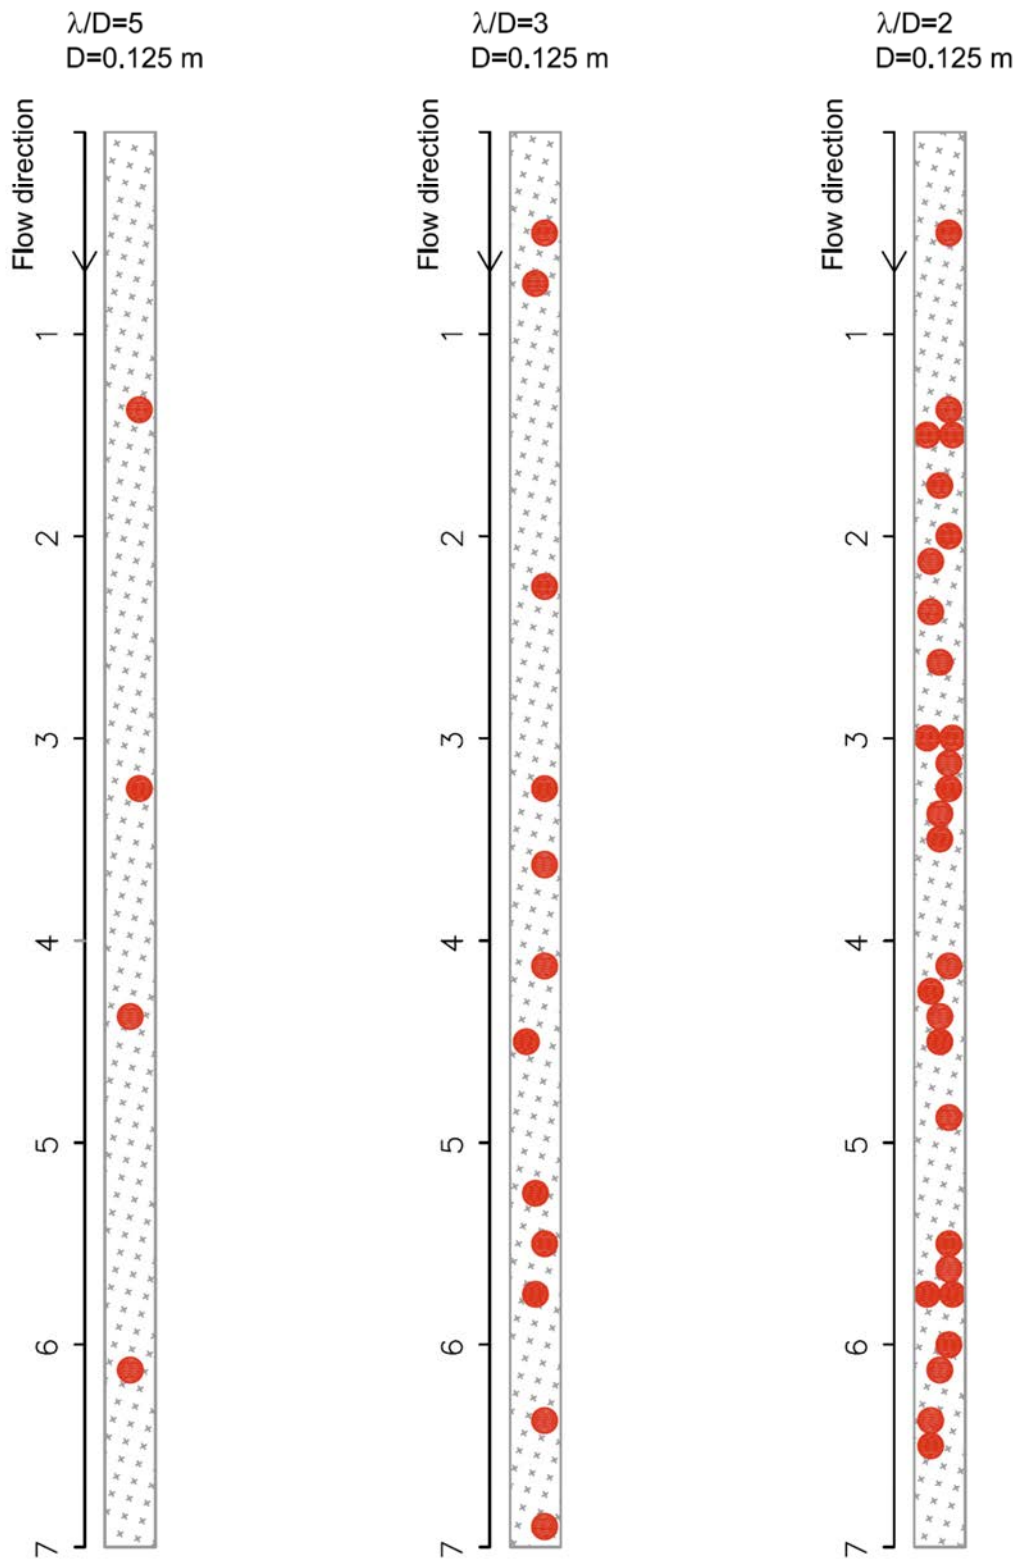 λ/D=5
D=0.125 m
Flow direction
1
2
3
4
5
6
7
λ/D=3
D=0.125 m
Flow direction
1
2
3
4
5
6
7
λ/D=2
D=0.125 m
Flow direction
1
2
3
4
5
6
7